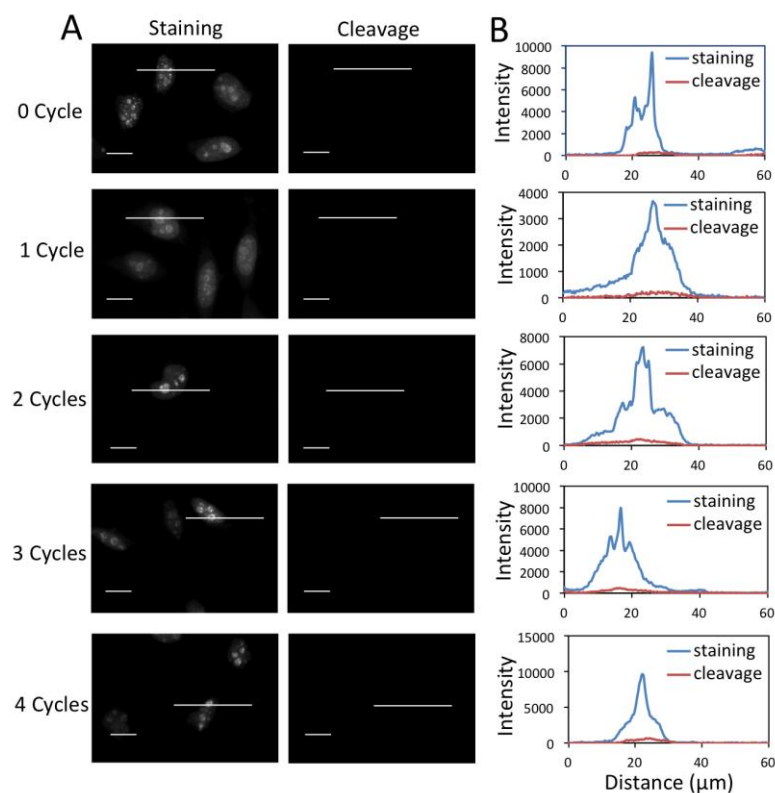 A
Staining
Cleavage
0 Cycle
1 Cycle
2 Cycles
3 Cycles
4 Cycles
B
10000
8000
6000
4000
2000
0
Intensity
staining
cleavage
0
20
40
60
4000
3000
2000
1000
0
Intensity
staining
cleavage
0
20
40
60
8000
6000
4000
2000
0
Intensity
staining
cleavage
0
20
40
60
10000
8000
6000
4000
2000
0
Intensity
staining
cleavage
0
20
40
60
15000
10000
5000
0
Intensity
staining
cleavage
0
20
40
60
Distance (μm)